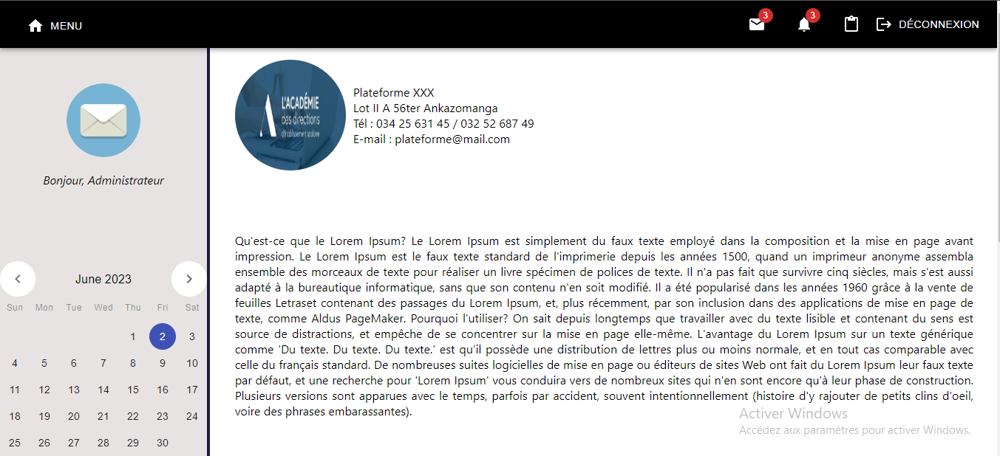 MENU
3
3
DÉCONNEXION
Bonjour, Administrateur
June 2023
Sun Mon Tue Wed Thu Fri Sat
1 2 3
4 5 6 7 8 9 10
11 12 13 14 15 16 17
18 19 20 21 22 23 24
25 26 27 28 29 30
L'ACADÉMIE
des directions
d'établissement scolaire
Plateforme XXX
Lot II A 56ter Ankazomanga
Tél : 034 25 631 45 / 032 52 687 49
E-mail : plateforme@mail.com
Qu'est-ce que le Lorem Ipsum? Le Lorem Ipsum est simplement du faux texte employé dans la composition et la mise en page avant
impression. Le Lorem Ipsum est le faux texte standard de l'imprimerie depuis les années 1500, quand un imprimeur anonyme assembla
ensemble des morceaux de texte pour réaliser un livre spécimen de polices de texte. Il n'a pas fait que survivre cinq siècles, mais s'est aussi
adapté à la bureautique informatique, sans que son contenu n'en soit modifié. Il a été popularisé dans les années 1960 grâce à la vente de
feuilles Letraset contenant des passages du Lorem Ipsum, et, plus récemment, par son inclusion dans des applications de mise en page de
texte, comme Aldus PageMaker. Pourquoi l'utiliser? On sait depuis longtemps que travailler avec du texte lisible et contenant du sens est
source de distractions, et empêche de se concentrer sur la mise en page elle-même. L'avantage du Lorem Ipsum sur un texte générique
comme 'Du texte. Du texte. Du texte.' est qu'il possède une distribution de lettres plus ou moins normale, et en tout cas comparable avec
celle du français standard. De nombreuses suites logicielles de mise en page ou éditeurs de sites Web ont fait du Lorem Ipsum leur faux texte
par défaut, et une recherche pour 'Lorem Ipsum' vous conduira vers de nombreux sites qui n'en sont encore qu'à leur phase de construction.
Plusieurs versions sont apparues avec le temps, parfois par accident, souvent intentionnellement (histoire d'y rajouter de petits clins d'oeil,
voire des phrases embarassantes).
Activer Windows
Accédez aux paramètres pour activer Windows.